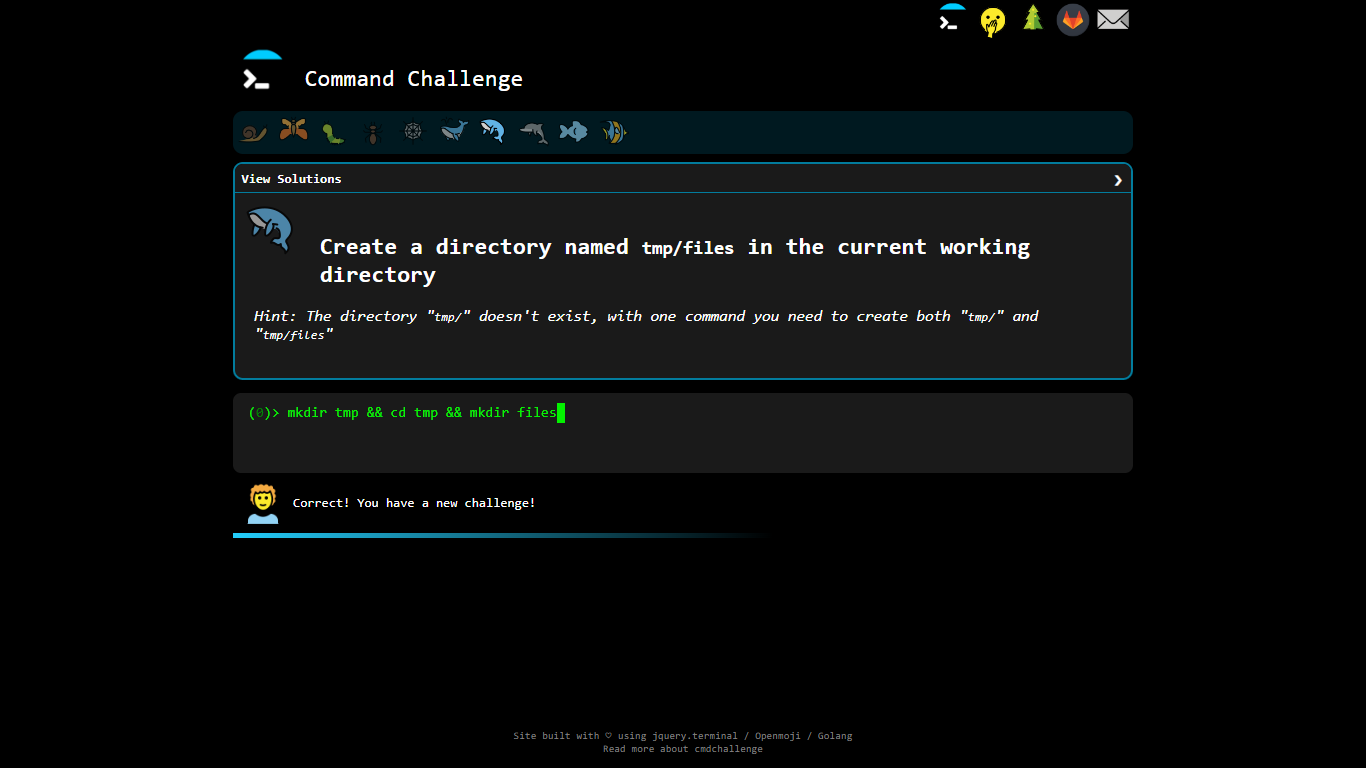 Command Challenge
View Solutions
Create a directory named tmp/files in the current working
directory
Hint: The directory "tmp/" doesn't exist, with one command you need to create both "tmp/" and
"tmp/files"
(0)> mkdir tmp && cd tmp && mkdir files
Correct! You have a new challenge!
Site built with ♡ using jquery.terminal / Openmoji / Golang
Read more about cmdchallenge